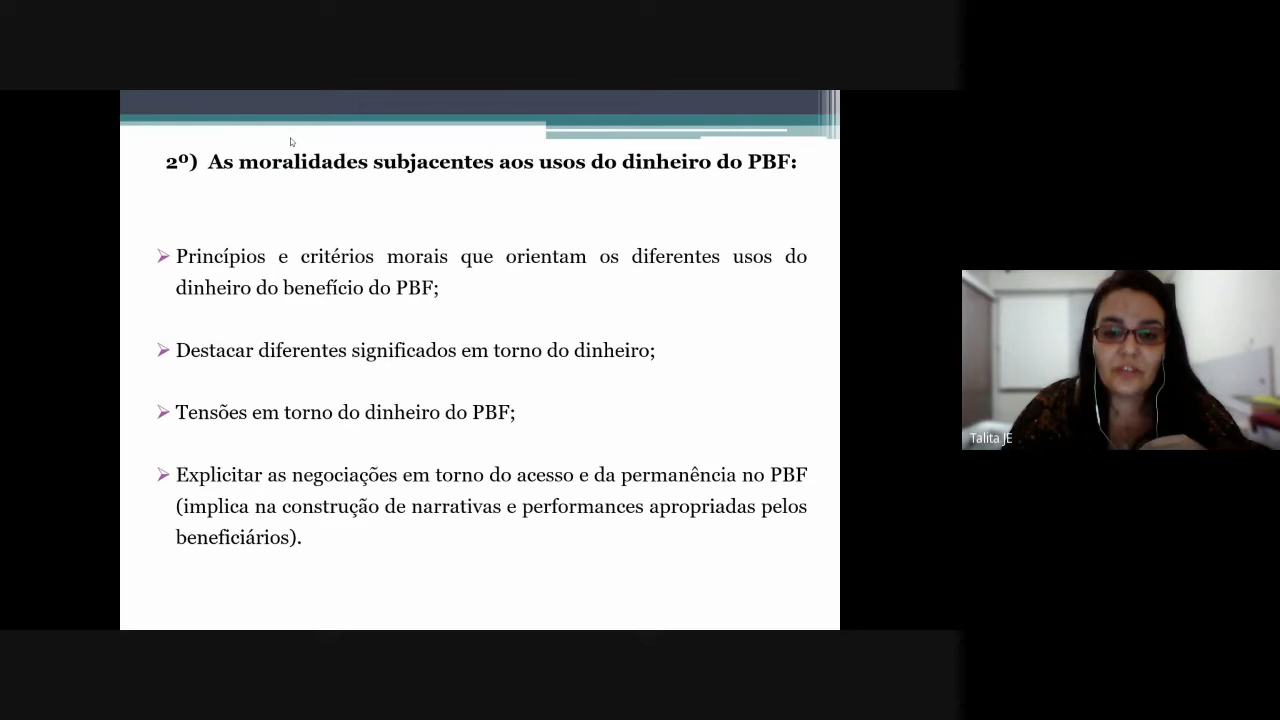 2º) As moralidades subjacentes aos usos do dinheiro do PBF:
Princípios e critérios morais que orientam os diferentes usos do
dinheiro do benefício do PBF;
Destacar diferentes significados em torno do dinheiro;
Tensões em torno do dinheiro do PBF;
Explicitar as negociações em torno do acesso e da permanência no PBF
(implica na construção de narrativas e performances apropriadas pelos
beneficiários).
Talita JE